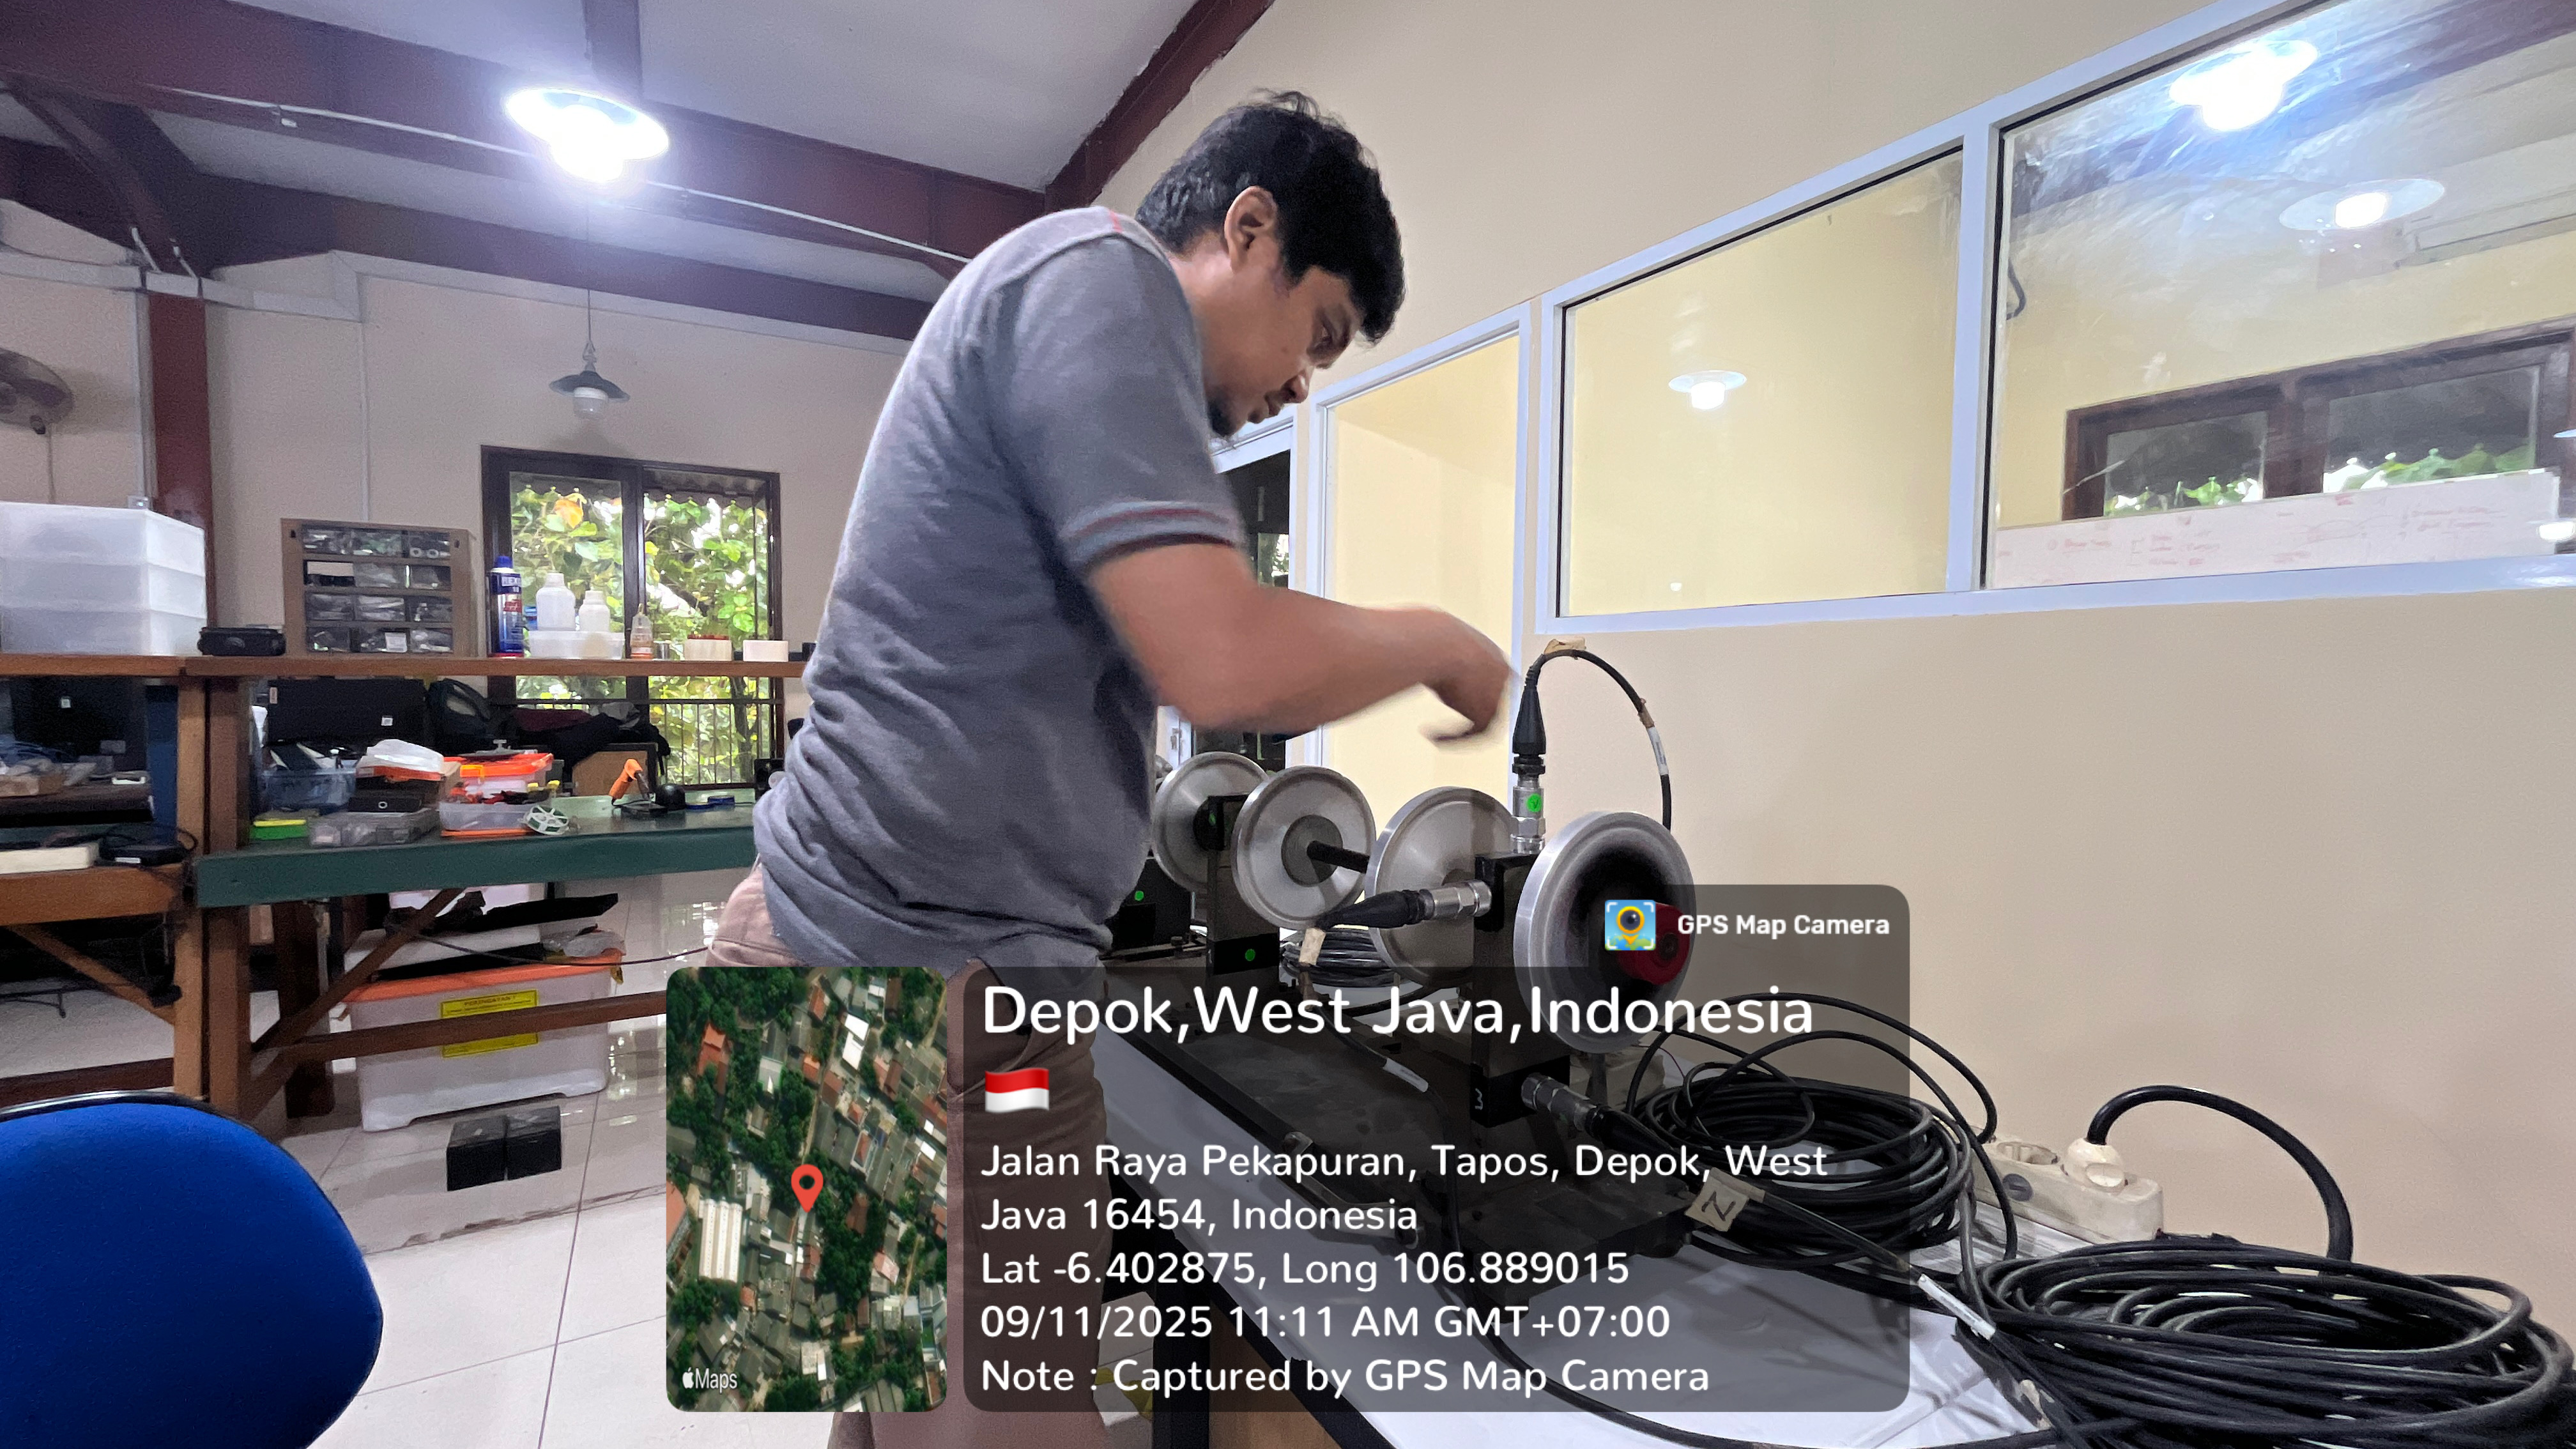 GPS Map Camera
Depok,West Java,Indonesia
Jalan Raya Pekapuran, Tapos, Depok, West
Java 16454, Indonesia
Lat -6.402875, Long 106.889015
09/11/2025 11:11 AM GMT+07:00
Note : Captured by GPS Map Camera
Maps
3
Z